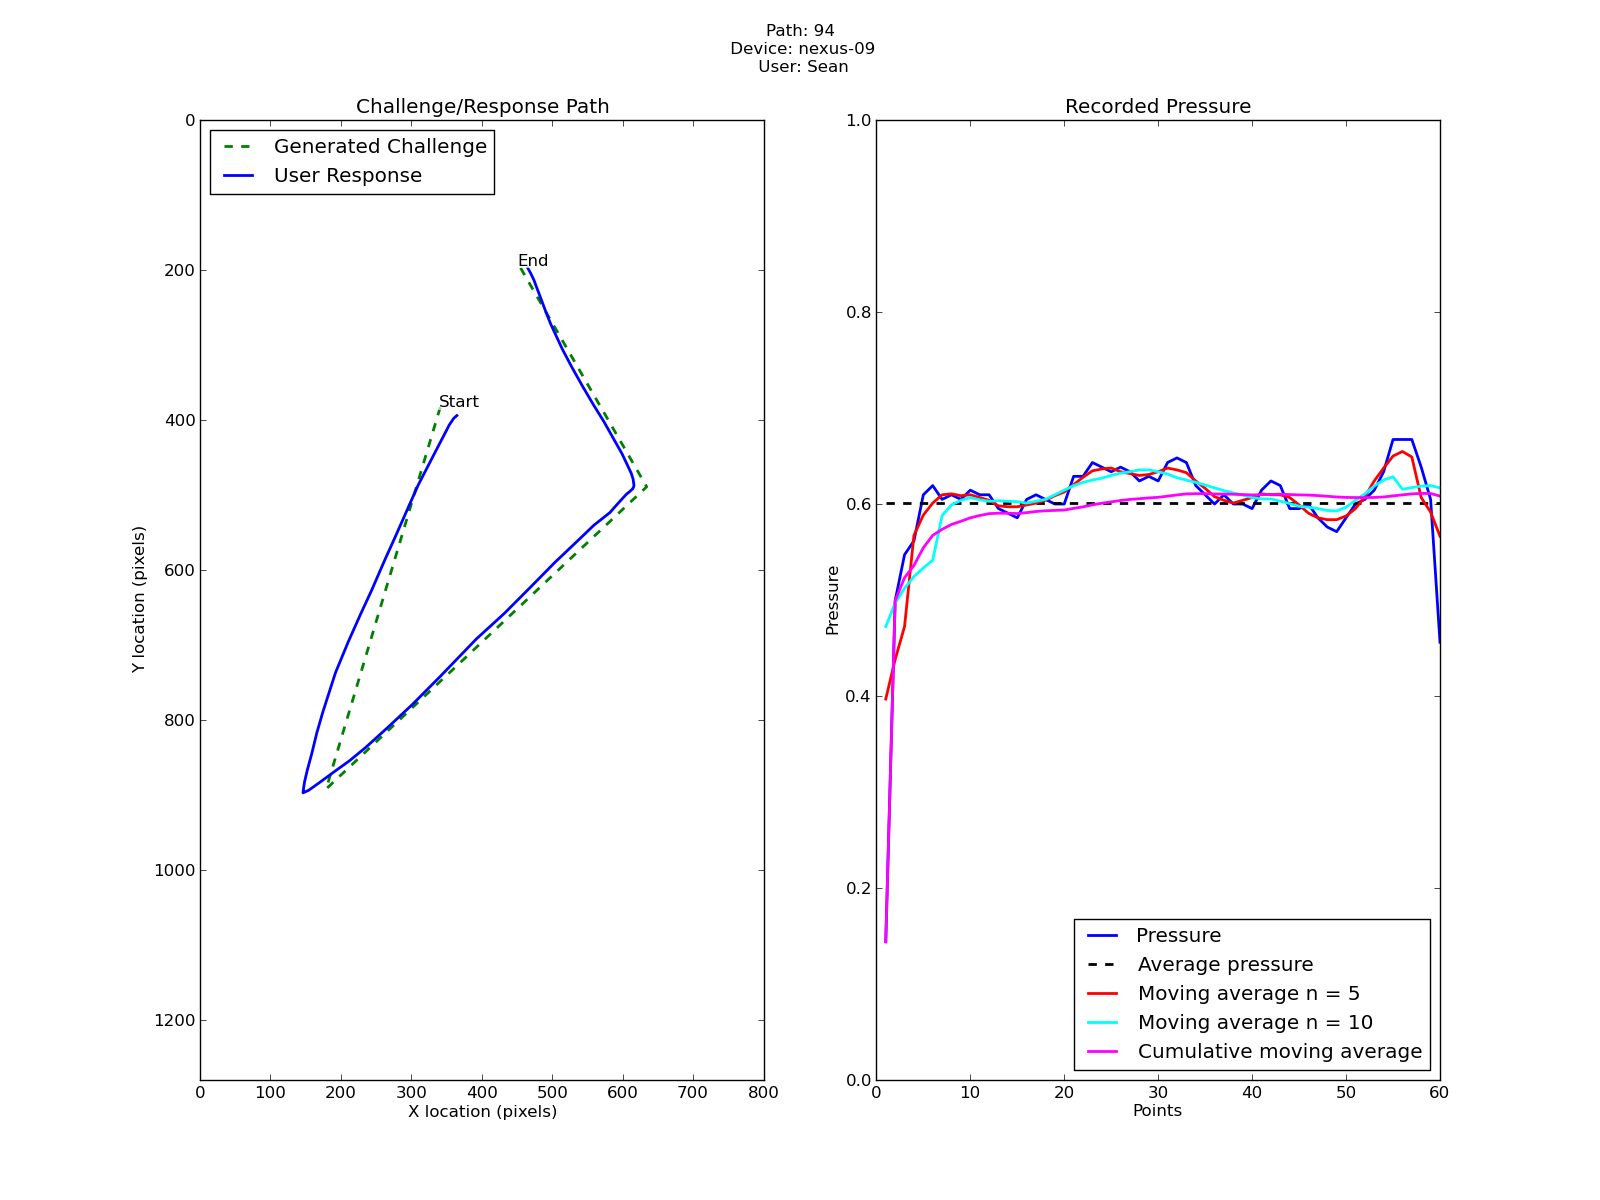 Path: 94
Device: nexus-09
User: Sean
Challenge/Response Path
Generated Challenge
User Response
End
Start
0
200
400
600
800
1000
1200
Y location (pixels)
0 100 200 300 400 500 600 700 800
X location (pixels)
Recorded Pressure
1.0
0.8
0.6
0.4
0.2
0.0
Pressure
Pressure
Average pressure
Moving average n = 5
Moving average n = 10
Cumulative moving average
0 10 20 30 40 50 60
Points